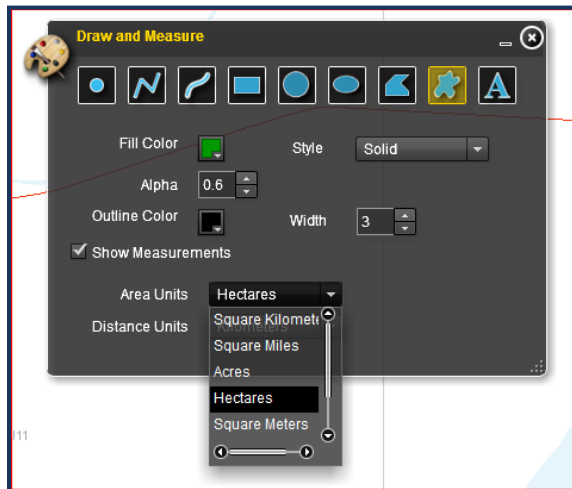 Draw and Measure
A
Fill Color
Style
Solid
Alpha
0.6
Outline Color
Width
3
Show Measurements
Area Units
Hectares
Distance Units
Kilometers
Square Kilomete
Square Miles
Acres
Hectares
Square Meters
J11